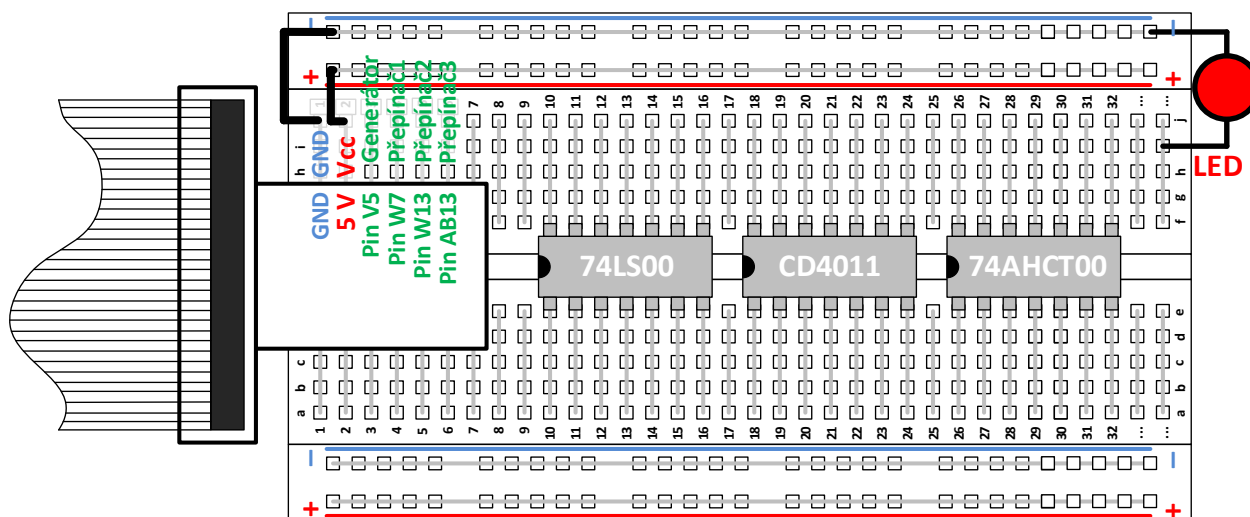 – –
+ +
1 2 7 8 9 10 11 12 13 14 15 16 17 18 19 20 21 22 23 24 25 26 27 28 29 30 31 32 ... ...
j
i i
h h
g
f
GND GND
5 V Vcc
Pin V5 Generátor
Pin W7 Přepínač1
Pin W13 Přepínač2
Pin AB13 Přepínač3
LED
74LS00 CD4011 74AHCT00
e
d
c c
b b
a a
1 2 3 4 5 6 7 8 9 10 11 12 13 14 15 16 17 18 19 20 21 22 23 24 25 26 27 28 29 30 31 32 ... ...
– –
+ +